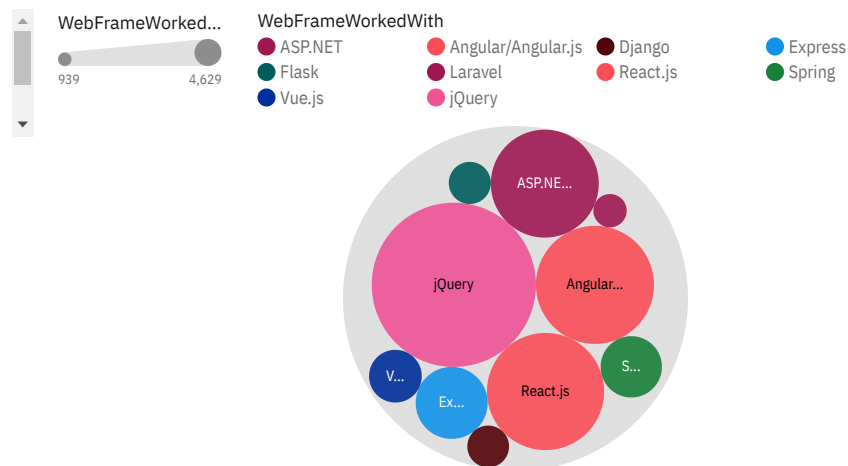 WebFrameWorked...
939 4,629
WebFrameWorkedWith
ASP.NET Angular/Angular.js Django Express
Flask Laravel React.js Spring
Vue.js jQuery
ASP.NE...
jQuery Angular...
S...
V... React.js
Ex...